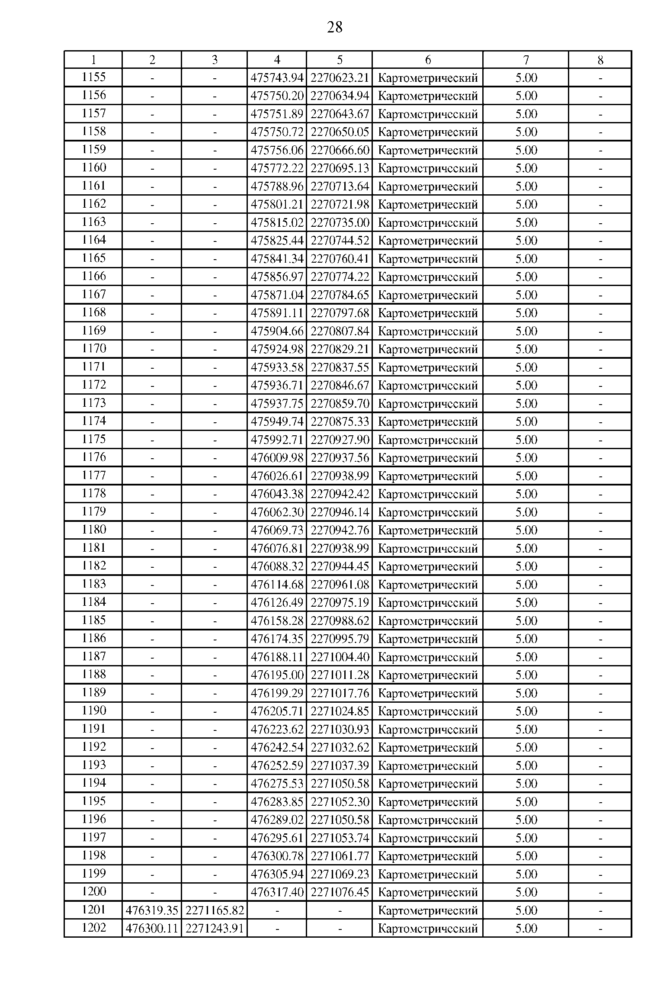 28
1 2 3 4 5 6 7 8
1155 - - 475743.94 2270623.21 Картометрический 5.00 -
1156 - - 475750.20 2270634.94 Картометрический 5.00 -
1157 - - 475751.89 2270643.67 Картометрический 5.00 -
1158 - - 475750.72 2270650.05 Картометрический 5.00 -
1159 - - 475756.06 2270666.60 Картометрический 5.00 -
1160 - - 475772.22 2270695.13 Картометрический 5.00 -
1161 - - 475788.96 2270713.64 Картометрический 5.00 -
1162 - - 475801.21 2270721.98 Картометрический 5.00 -
1163 - - 475815.02 2270735.00 Картометрический 5.00 -
1164 - - 475825.44 2270744.52 Картометрический 5.00 -
1165 - - 475841.34 2270760.41 Картометрический 5.00 -
1166 - - 475856.97 2270774.22 Картометрический 5.00 -
1167 - - 475871.04 2270784.65 Картометрический 5.00 -
1168 - - 475891.11 2270797.68 Картометрический 5.00 -
1169 - - 475904.66 2270807.84 Картометрический 5.00 -
1170 - - 475924.98 2270829.21 Картометрический 5.00 -
1171 - - 475933.58 2270837.55 Картометрический 5.00 -
1172 - - 475936.71 2270846.67 Картометрический 5.00 -
1173 - - 475937.75 2270859.70 Картометрический 5.00 -
1174 - - 475949.74 2270875.33 Картометрический 5.00 -
1175 - - 475992.71 2270927.90 Картометрический 5.00 -
1176 - - 476009.98 2270937.56 Картометрический 5.00 -
1177 - - 476026.61 2270938.99 Картометрический 5.00 -
1178 - - 476043.38 2270942.42 Картометрический 5.00 -
1179 - - 476062.30 2270946.14 Картометрический 5.00 -
1180 - - 476069.73 2270942.76 Картометрический 5.00 -
1181 - - 476076.81 2270938.99 Картометрический 5.00 -
1182 - - 476088.32 2270944.45 Картометрический 5.00 -
1183 - - 476114.68 2270961.08 Картометрический 5.00 -
1184 - - 476126.49 2270975.19 Картометрический 5.00 -
1185 - - 476158.28 2270988.62 Картометрический 5.00 -
1186 - - 476174.35 2270995.79 Картометрический 5.00 -
1187 - - 476188.11 2271004.40 Картометрический 5.00 -
1188 - - 476195.00 2271011.28 Картометрический 5.00 -
1189 - - 476199.29 2271017.76 Картометрический 5.00 -
1190 - - 476205.71 2271024.85 Картометрический 5.00 -
1191 - - 476223.62 2271030.93 Картометрический 5.00 -
1192 - - 476242.54 2271032.62 Картометрический 5.00 -
1193 - - 476252.59 2271037.39 Картометрический 5.00 -
1194 - - 476275.53 2271050.58 Картометрический 5.00 -
1195 - - 476283.85 2271052.30 Картометрический 5.00 -
1196 - - 476289.02 2271050.58 Картометрический 5.00 -
1197 - - 476295.61 2271053.74 Картометрический 5.00 -
1198 - - 476300.78 2271061.77 Картометрический 5.00 -
1199 - - 476305.94 2271069.23 Картометрический 5.00 -
1200 - - 476317.40 2271076.45 Картометрический 5.00 -
1201 476319.35 2271165.82 - - Картометрический 5.00 -
1202 476300.11 2271243.91 - - Картометрический 5.00 -